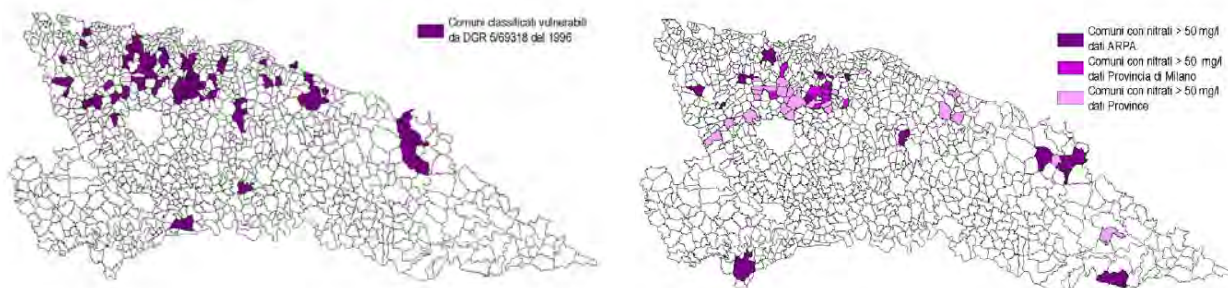 Comuni classificati vulnerabili
da DGR 5/69318 del 1996
Comuni con nitrati > 50 mg/l
dati ARPA
Comuni con nitrati > 50 mg/l
dati Provincia di Milano
Comuni con nitrati > 50 mg/l
dati Province